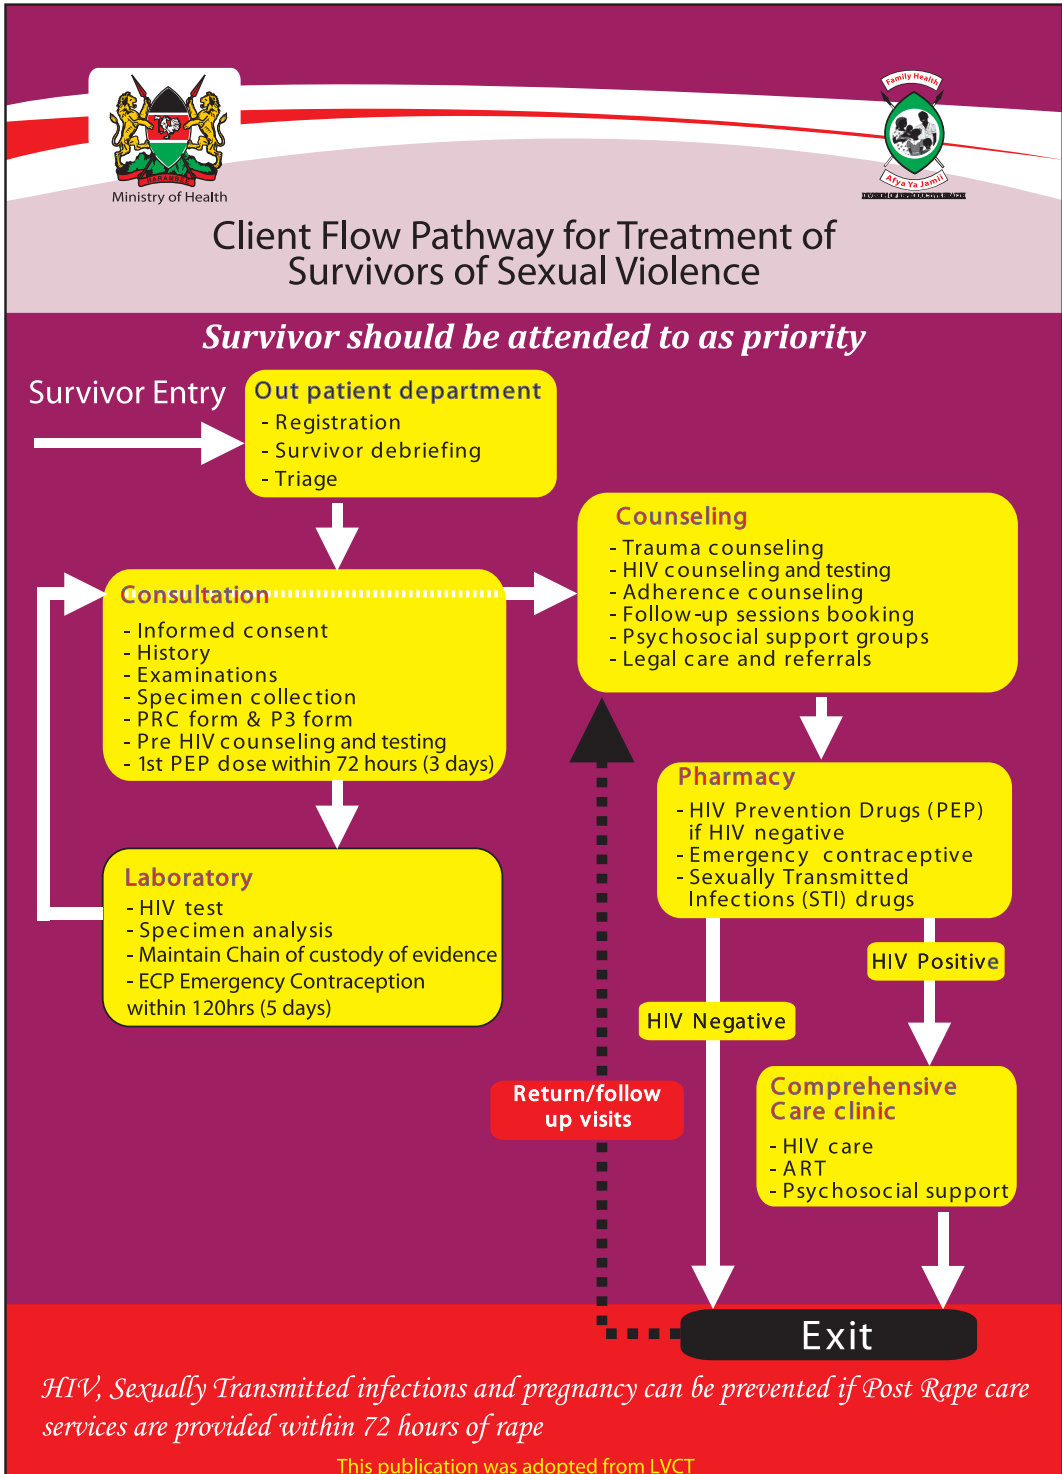 Family Health
HARAMBEE
Afya Ya Jamii
Ministry of Health
DIVISION OF REPRODUCTIVE HEALTH
Client Flow Pathway for Treatment of
Survivors of Sexual Violence
Survivor should be attended to as priority
Survivor Entry
Out patient department
- Registration
- Survivor debriefing
- Triage
Counseling
- Trauma counseling
- HIV counseling and testing
- Adherence counseling
- Follow-up sessions booking
- Psychosocial support groups
- Legal care and referrals
Consultation
- Informed consent
- History
- Examinations
- Specimen collection
- PRC form & P3 form
- Pre HIV counseling and testing
- 1st PEP dose within 72 hours (3 days)
Pharmacy
- HIV Prevention Drugs (PEP)
if HIV negative
- Emergency contraceptive
- Sexually Transmitted
Infections (STI) drugs
Laboratory
- HIV test
- Specimen analysis
- Maintain Chain of custody of evidence
- ECP Emergency Contraception
within 120hrs (5 days)
HIV Positive
HIV Negative
Return/follow
up visits
Comprehensive
Care clinic
- HIV care
- ART
- Psychosocial support
Exit
HIV, Sexually Transmitted infections and pregnancy can be prevented if Post Rape care
services are provided within 72 hours of rape
This publication was adopted from LVCT